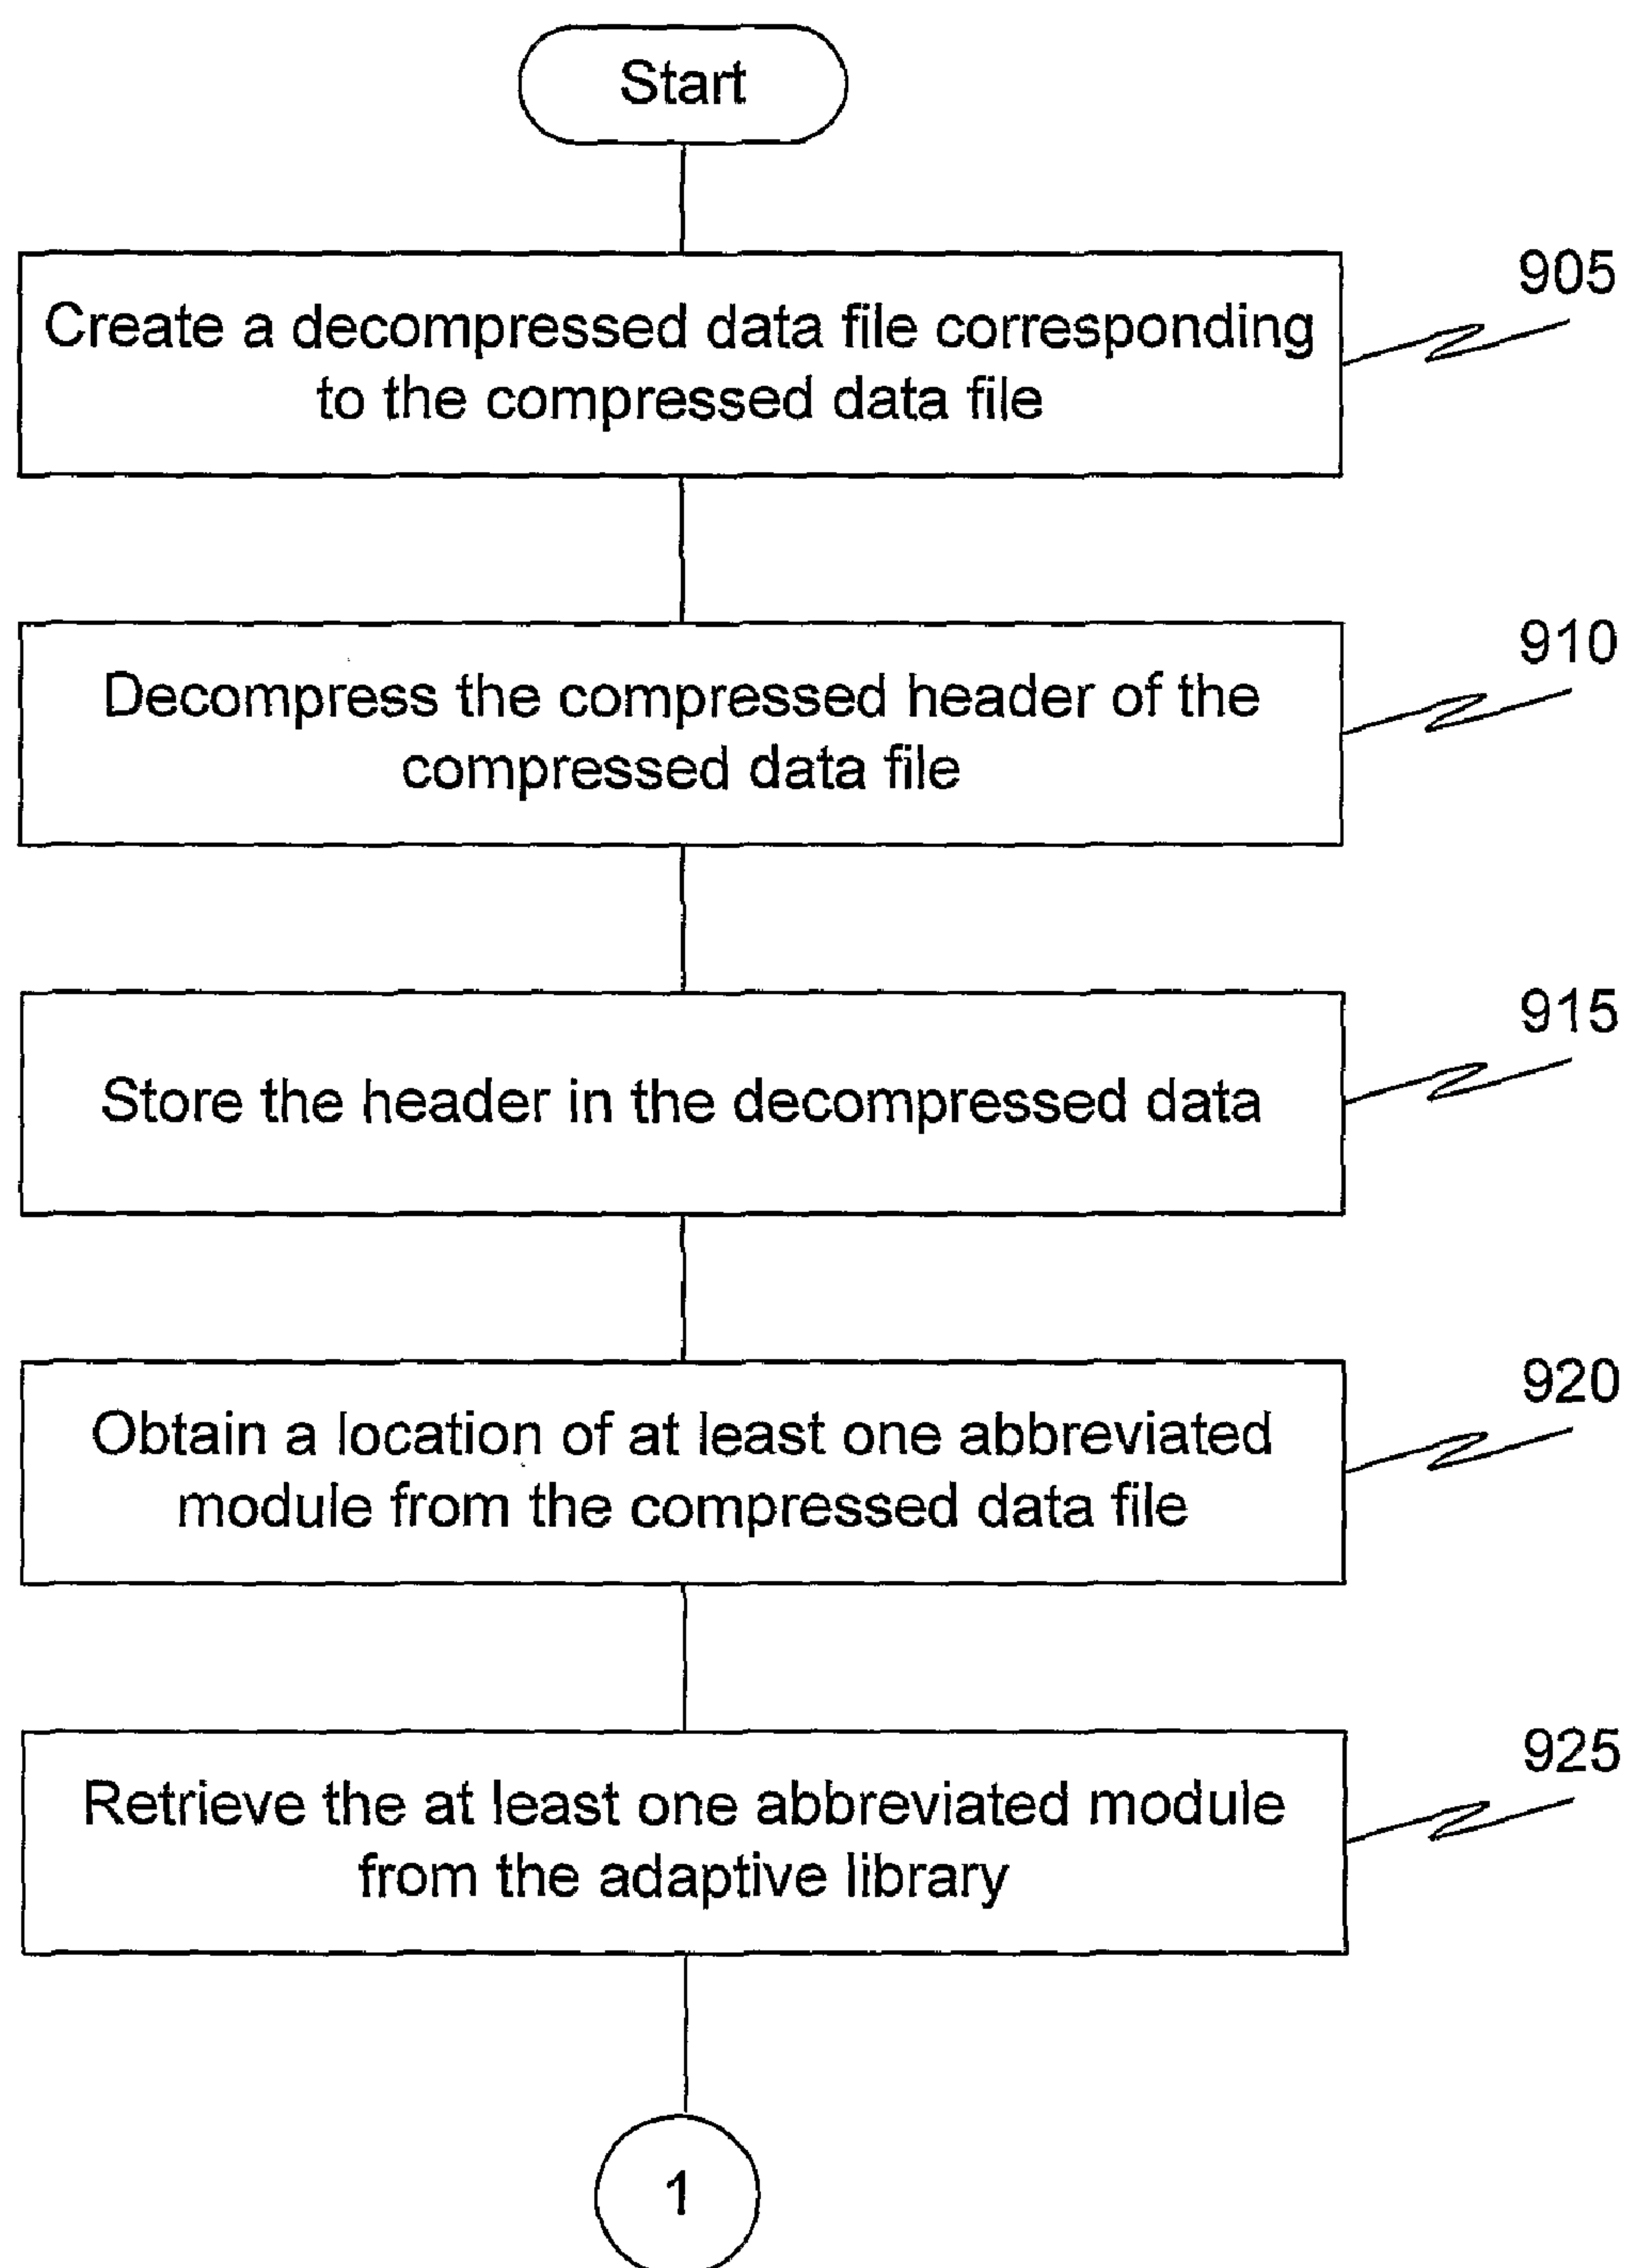 Start
905
Create a decompressed data file corresponding
to the compressed data file
910
Decompress the compressed header of the
compressed data file
915
Store the header in the decompressed data
920
Obtain a location of at least one abbreviated
module from the compressed data file
925
Retrieve the at least one abbreviated module
from the adaptive library
1